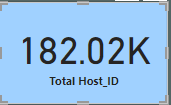 182.02K
Total Host_ID